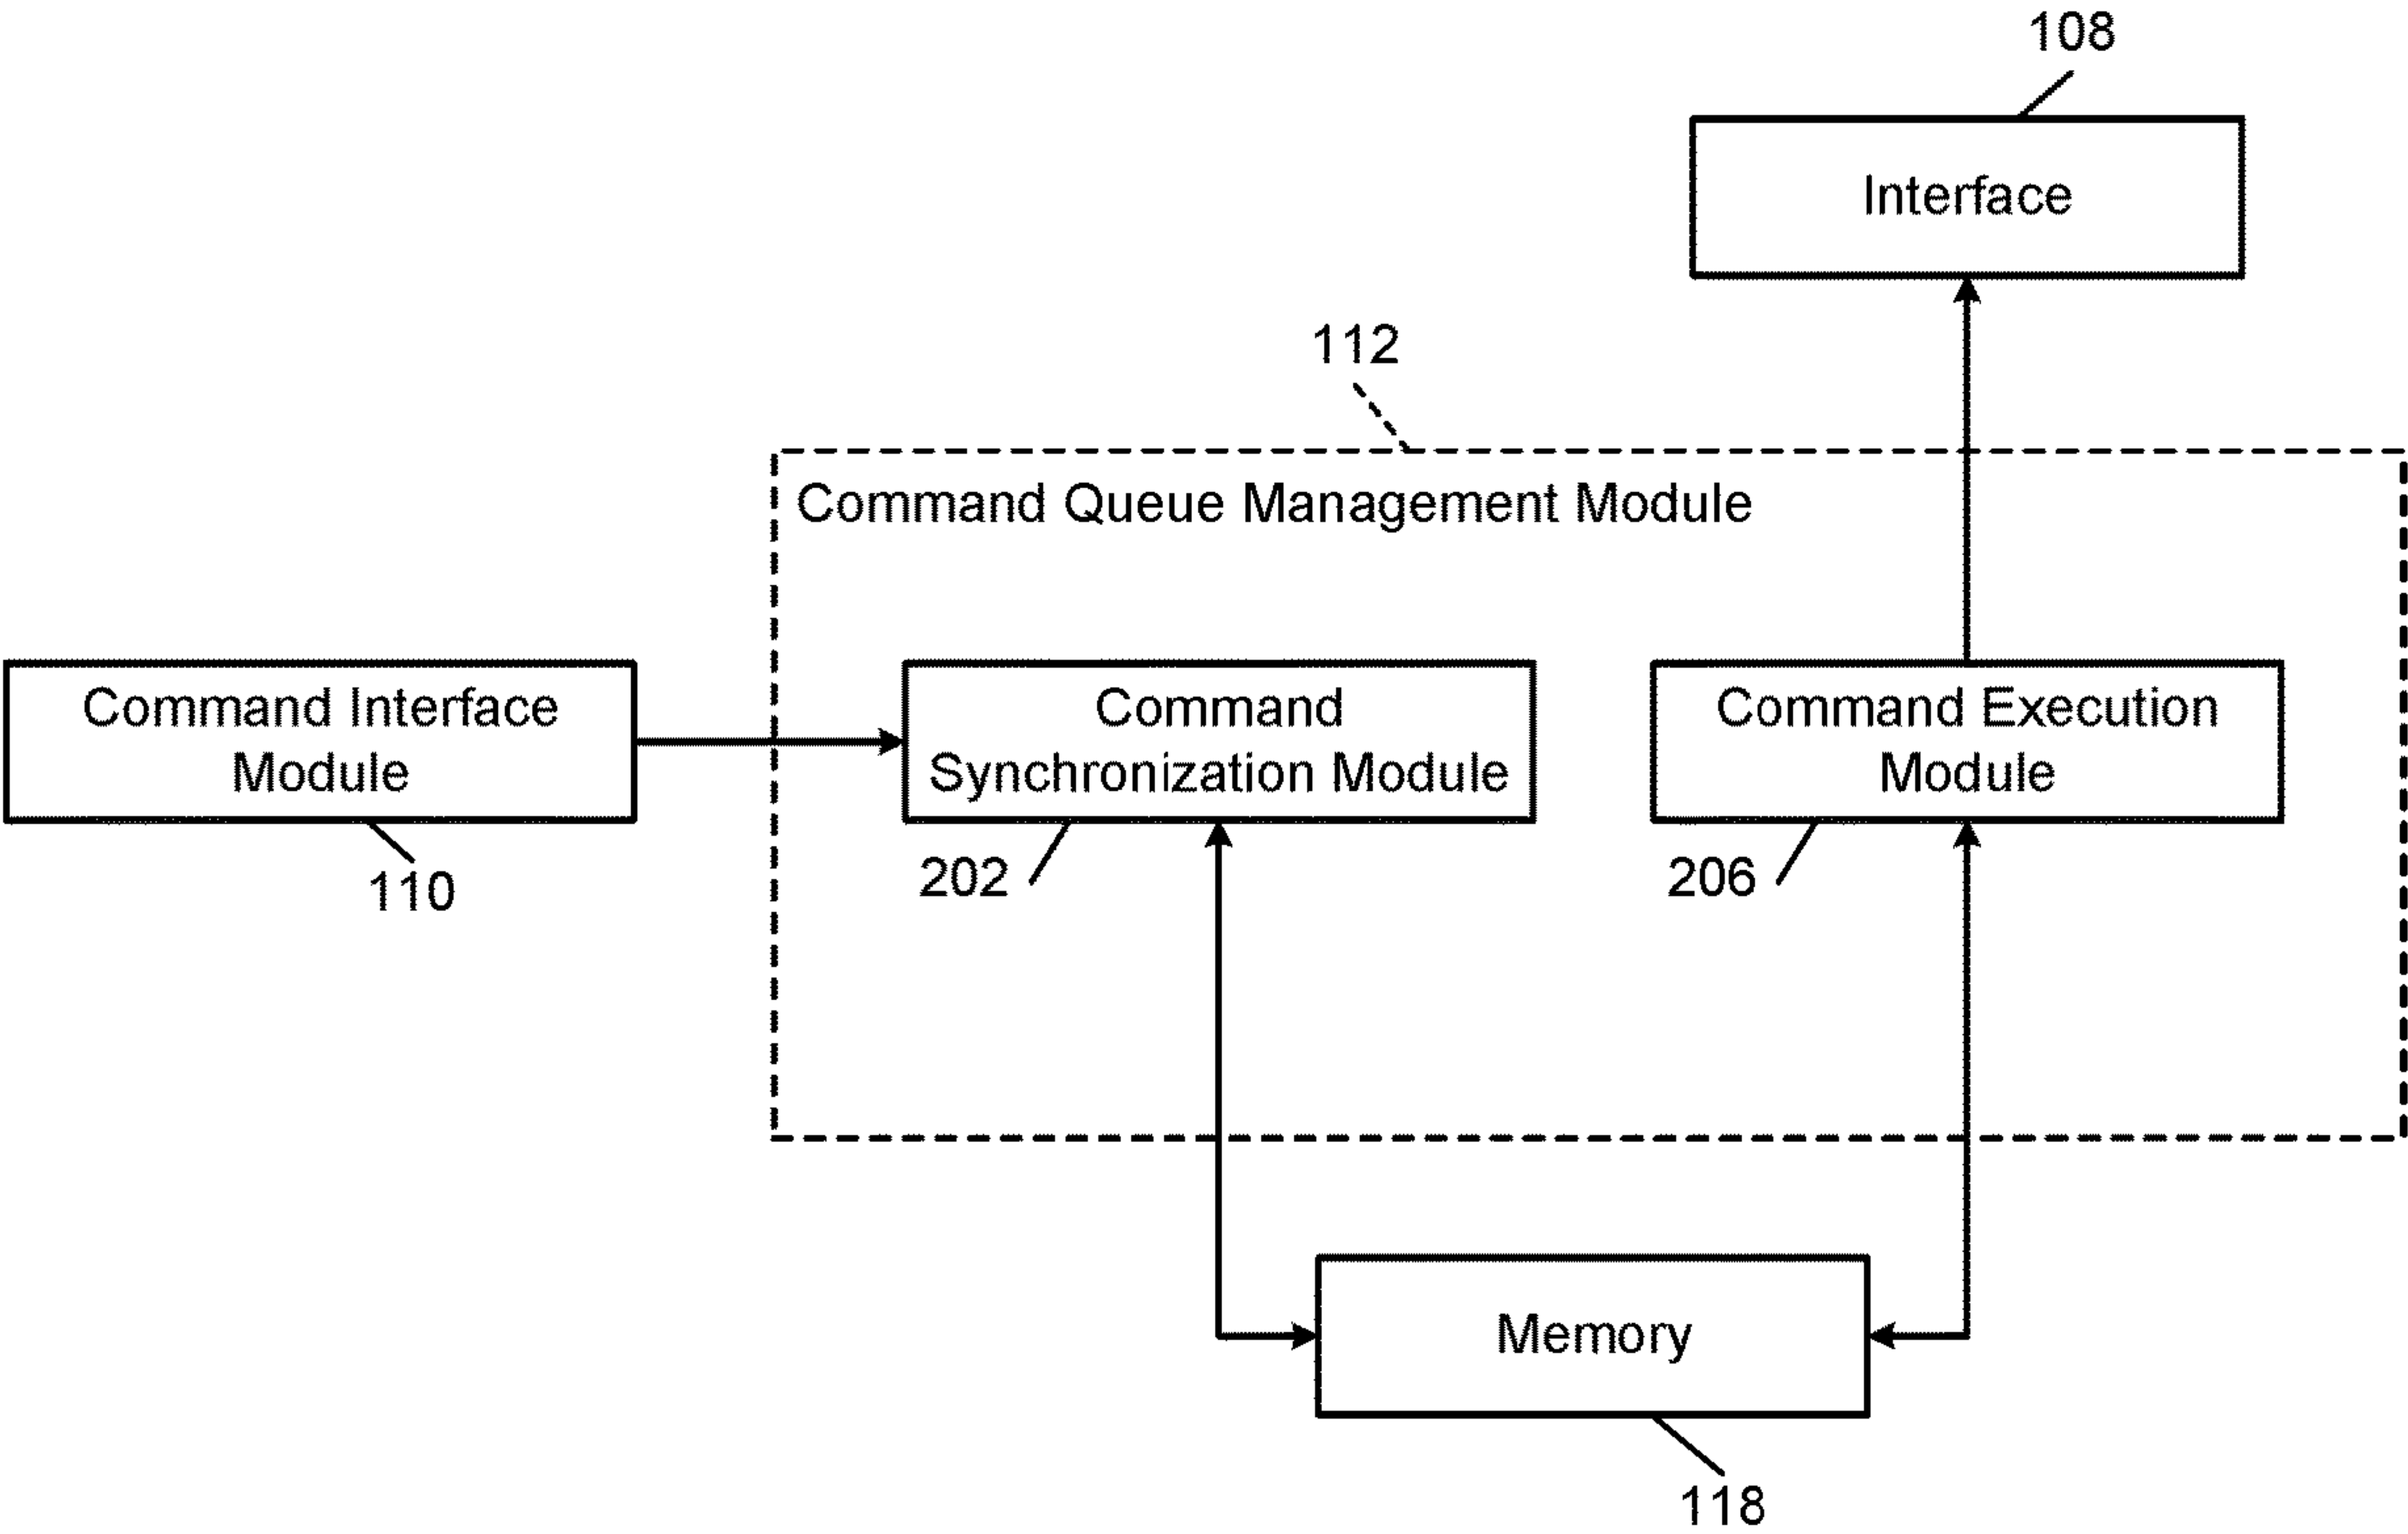 108
Interface
112
Command Queue Management Module
Command Interface
Module
110
Command
Synchronization Module
202
Command Execution
Module
206
Memory
118